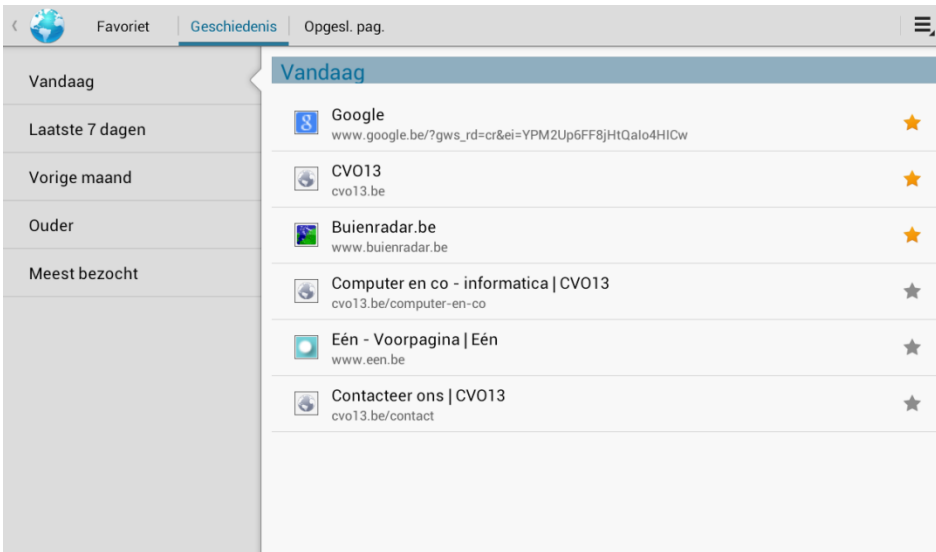 Favoriet
Geschiedenis
Opgesl. pag.
Vandaag
Laatste 7 dagen
Vorige maand
Ouder
Meest bezocht
Vandaag
Google
www.google.be/?gws_rd=cr&ei=YPM2Up6FF8jHtQaIo4HICw
CVO13
cvo13.be
Buienradar.be
www.buienradar.be
Computer en co - informatica | CVO13
cvo13.be/computer-en-co
Eén - Voorpagina | Eén
www.een.be
Contacteer ons | CVO13
cvo13.be/contact